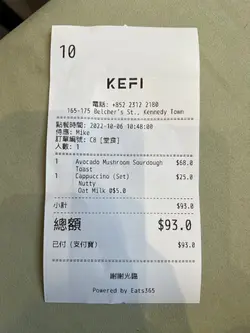 10
KEFI
電話: +852 2312 2180
165-175 Belcher's St., Kennedy Town
點餐時間: 2022-10-06 10:48:00
侍應: Mike
訂單編號: C8 [堂食]
人數: 1
1 Avocado Mushroom Sourdough $68.0
Toast
1 Cappuccino (Set) $25.0
Nutty
Oat Milk @$5.0
小計 $93.0
總額 $93.0
已付 (支付寶) $93.0
謝謝光臨
Powered by Eats365